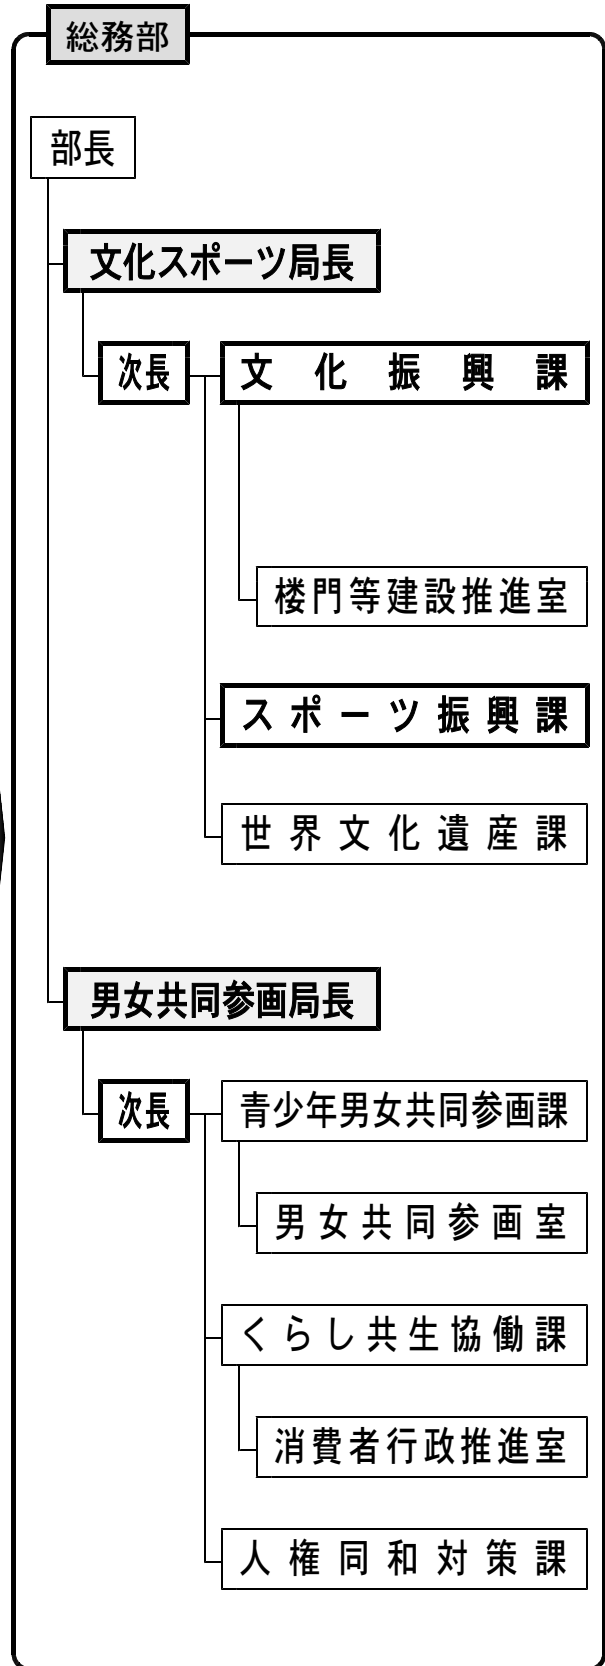 総務部
部長
文化スポーツ局長
次長 文化振興課
楼門等建設推進室
スポーツ振興課
世界文化遺産課
男女共同参画局長
次長 青少年男女共同参画課
男女共同参画室
くらし共生協働課
消費者行政推進室
人権同和対策課